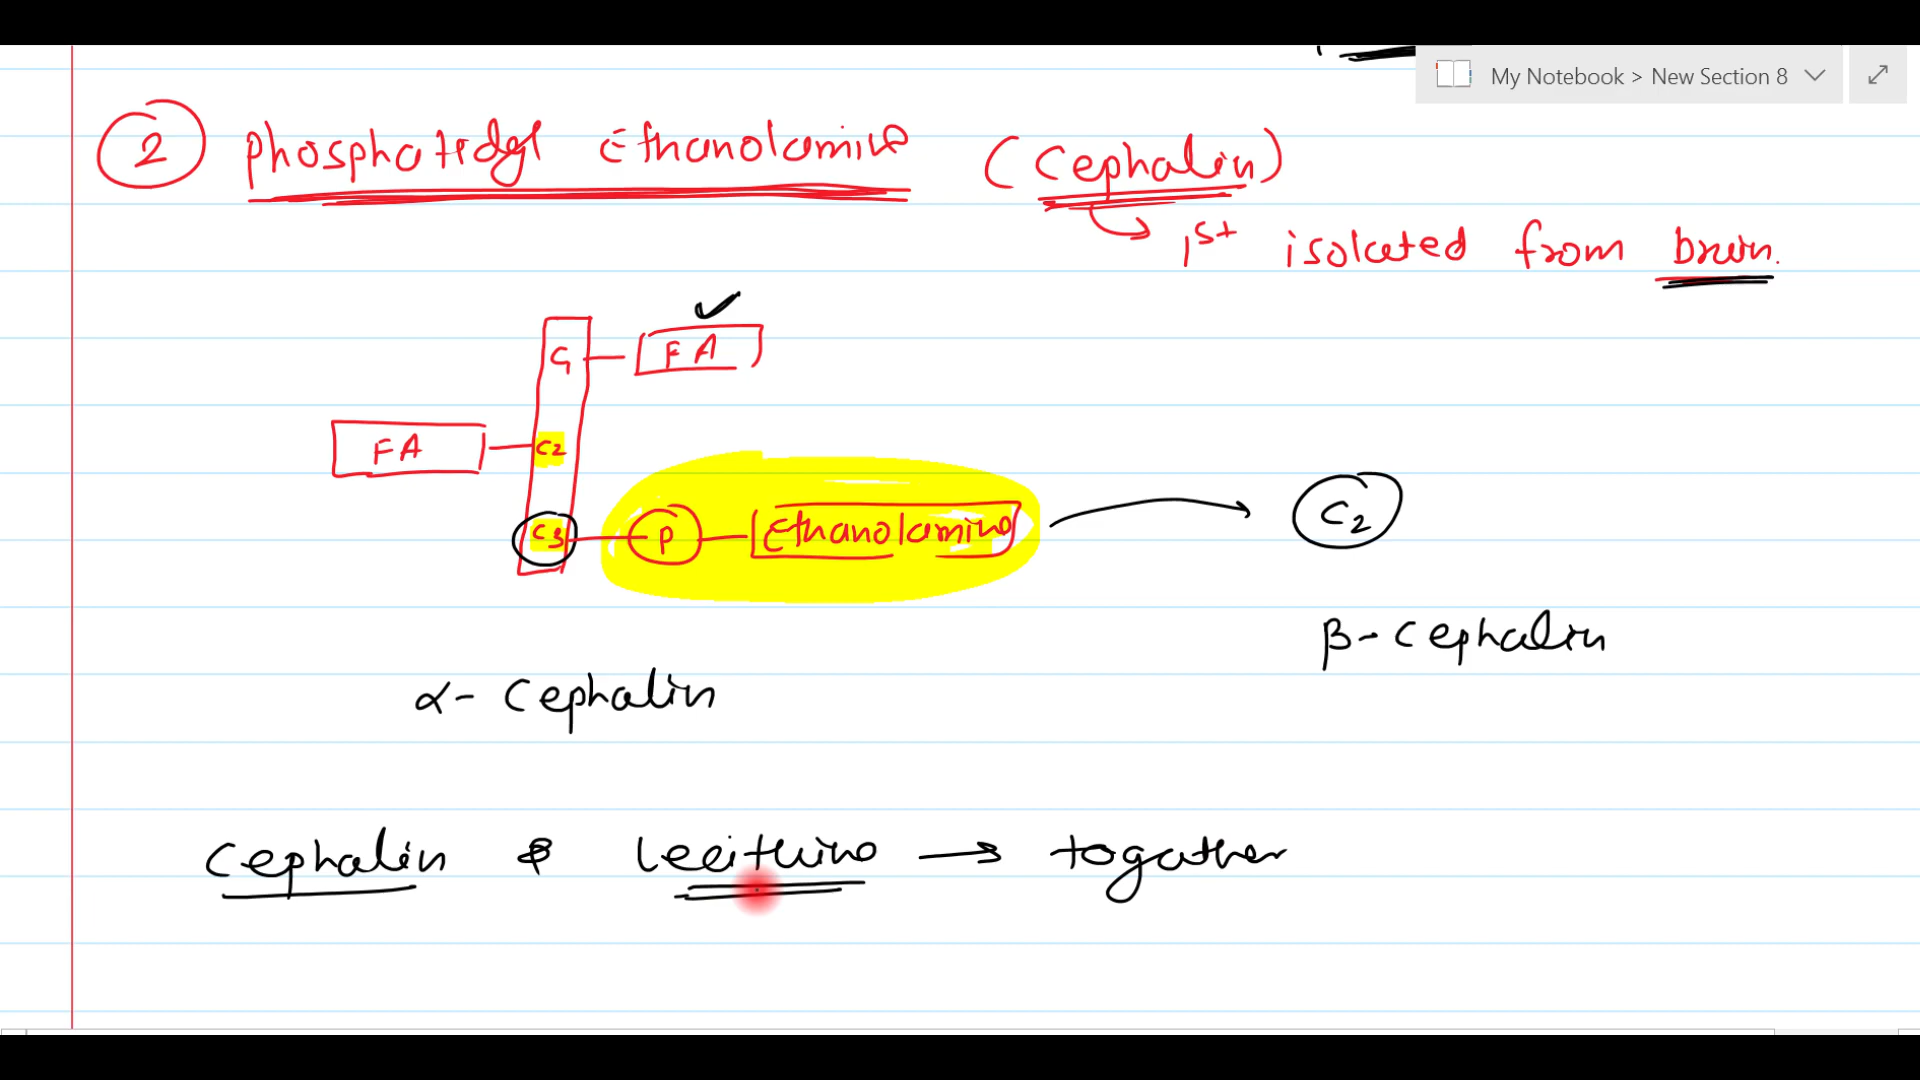 My Notebook > New Section 8
2 Phosphatidyl Ethanolamine (Cephalin)
1st isolated from brain.
C1 FA
FA C2
C3 P Ethanolamine C2
β-Cephalin
α-Cephalin
Cephalin & Lecithine → togather